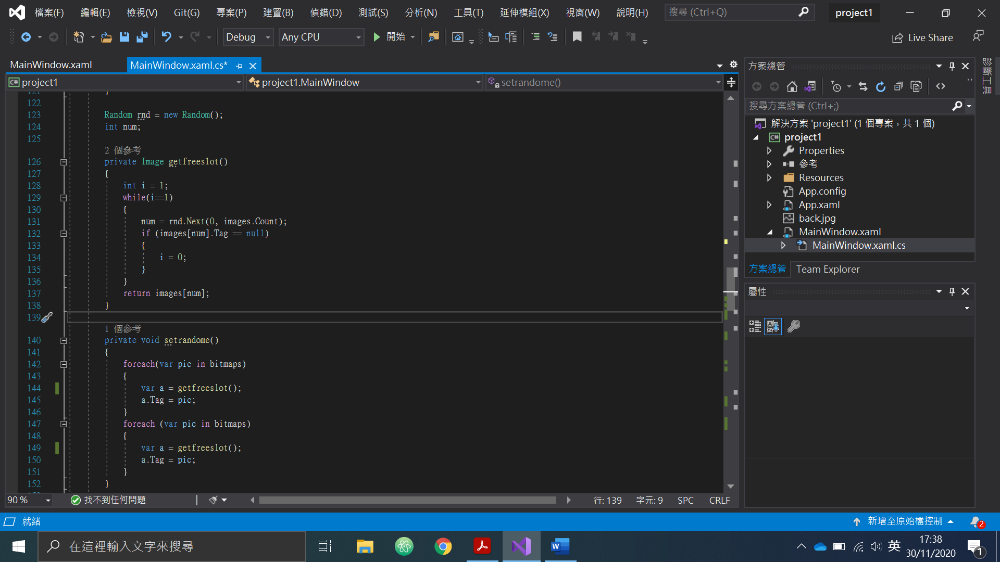 檔案(F) 編輯(E) 檢視(V) Git(G) 專案(P) 建置(B) 偵錯(D) 測試(S) 分析(N) 工具(T) 延伸模組(X) 視窗(W) 說明(H) 搜尋 (Ctrl+Q) project1
Debug Any CPU 開始 Live Share
MainWindow.xaml MainWindow.xaml.cs*
project1 project1.MainWindow setrandome()
121 }
122
123 Random rnd = new Random();
124 int num;
125
2 個參考
126 private Image getfreeslot()
127 {
128 int i = 1;
129 while(i==1)
130 {
131 num = rnd.Next(0, images.Count);
132 if (images[num].Tag == null)
133 {
134 i = 0;
135 }
136 }
137 return images[num];
138 }
139
1 個參考
140 private void setrandome()
141 {
142 foreach(var pic in bitmaps)
143 {
144 var a = getfreeslot();
145 a.Tag = pic;
146 }
147 foreach (var pic in bitmaps)
148 {
149 var a = getfreeslot();
150 a.Tag = pic;
151 }
152 }
90 % 找不到任何問題 行: 139 字元: 9 SPC CRLF
方案總管
搜尋方案總管 (Ctrl+;)
解決方案 'project1' (1 個專案，共 1 個)
C# project1
Properties
參考
Resources
App.config
App.xaml
back.jpg
MainWindow.xaml
MainWindow.xaml.cs
方案總管 Team Explorer
屬性
診斷工具
就緒 新增至原始檔控制 2
在這裡輸入文字來搜尋 英 17:38
30/11/2020 1